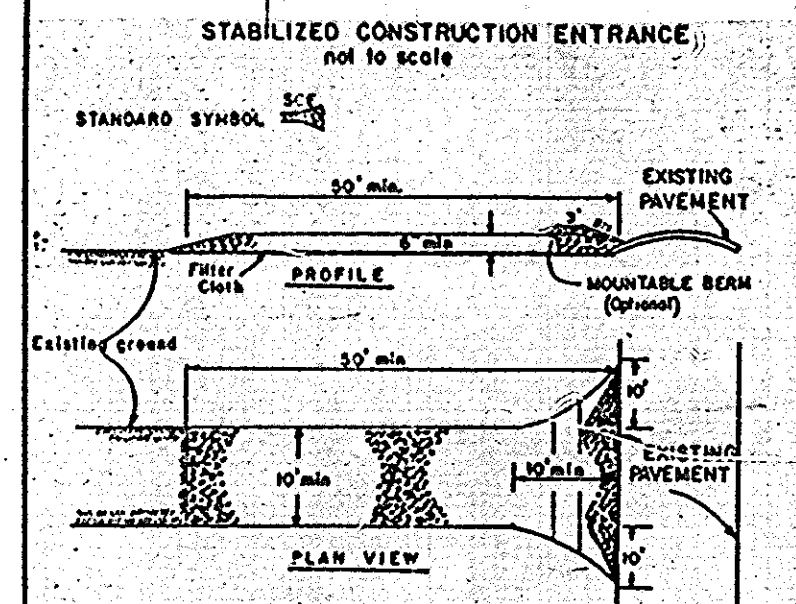 STABILIZED CONSTRUCTION ENTRANCE
not to scale
SCE
STANDARD SYMBOL
50' min.
EXISTING
PAVEMENT
3'
6" min
Filter
Cloth
PROFILE
MOUNTABLE BERM
(Optional)
Existing ground
50' min
10'
10' min
10' min
EXISTING
PAVEMENT
10'
PLAN VIEW